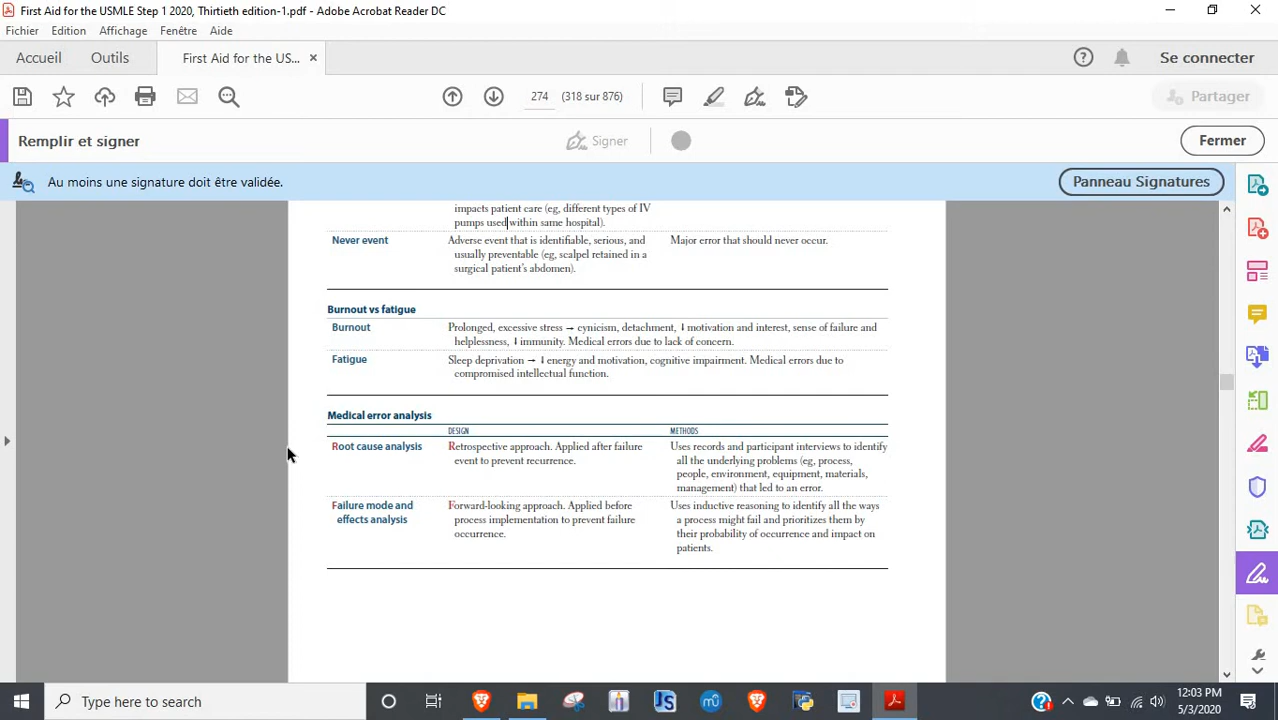 First Aid for the USMLE Step 1 2020, Thirtieth edition-1.pdf - Adobe Acrobat Reader DC
Fichier Edition Affichage Fenêtre Aide
Accueil Outils First Aid for the US... × Se connecter
274 (318 sur 876) Partager
Remplir et signer Signer Fermer
Au moins une signature doit être validée. Panneau Signatures
impacts patient care (eg, different types of IV
pumps used within same hospital).
Never event Adverse event that is identifiable, serious, and Major error that should never occur.
usually preventable (eg, scalpel retained in a
surgical patient's abdomen).
Burnout vs fatigue
Burnout Prolonged, excessive stress → cynicism, detachment, ↓ motivation and interest, sense of failure and
helplessness, ↓ immunity. Medical errors due to lack of concern.
Fatigue Sleep deprivation → ↓ energy and motivation, cognitive impairment. Medical errors due to
compromised intellectual function.
Medical error analysis
DESIGN METHODS
Root cause analysis Retrospective approach. Applied after failure Uses records and participant interviews to identify
event to prevent recurrence. all the underlying problems (eg, process,
people, environment, equipment, materials,
management) that led to an error.
Failure mode and Forward-looking approach. Applied before Uses inductive reasoning to identify all the ways
effects analysis process implementation to prevent failure a process might fail and prioritizes them by
occurrence. their probability of occurrence and impact on
patients.
Type here to search JS mu 12:03 PM
5/3/2020